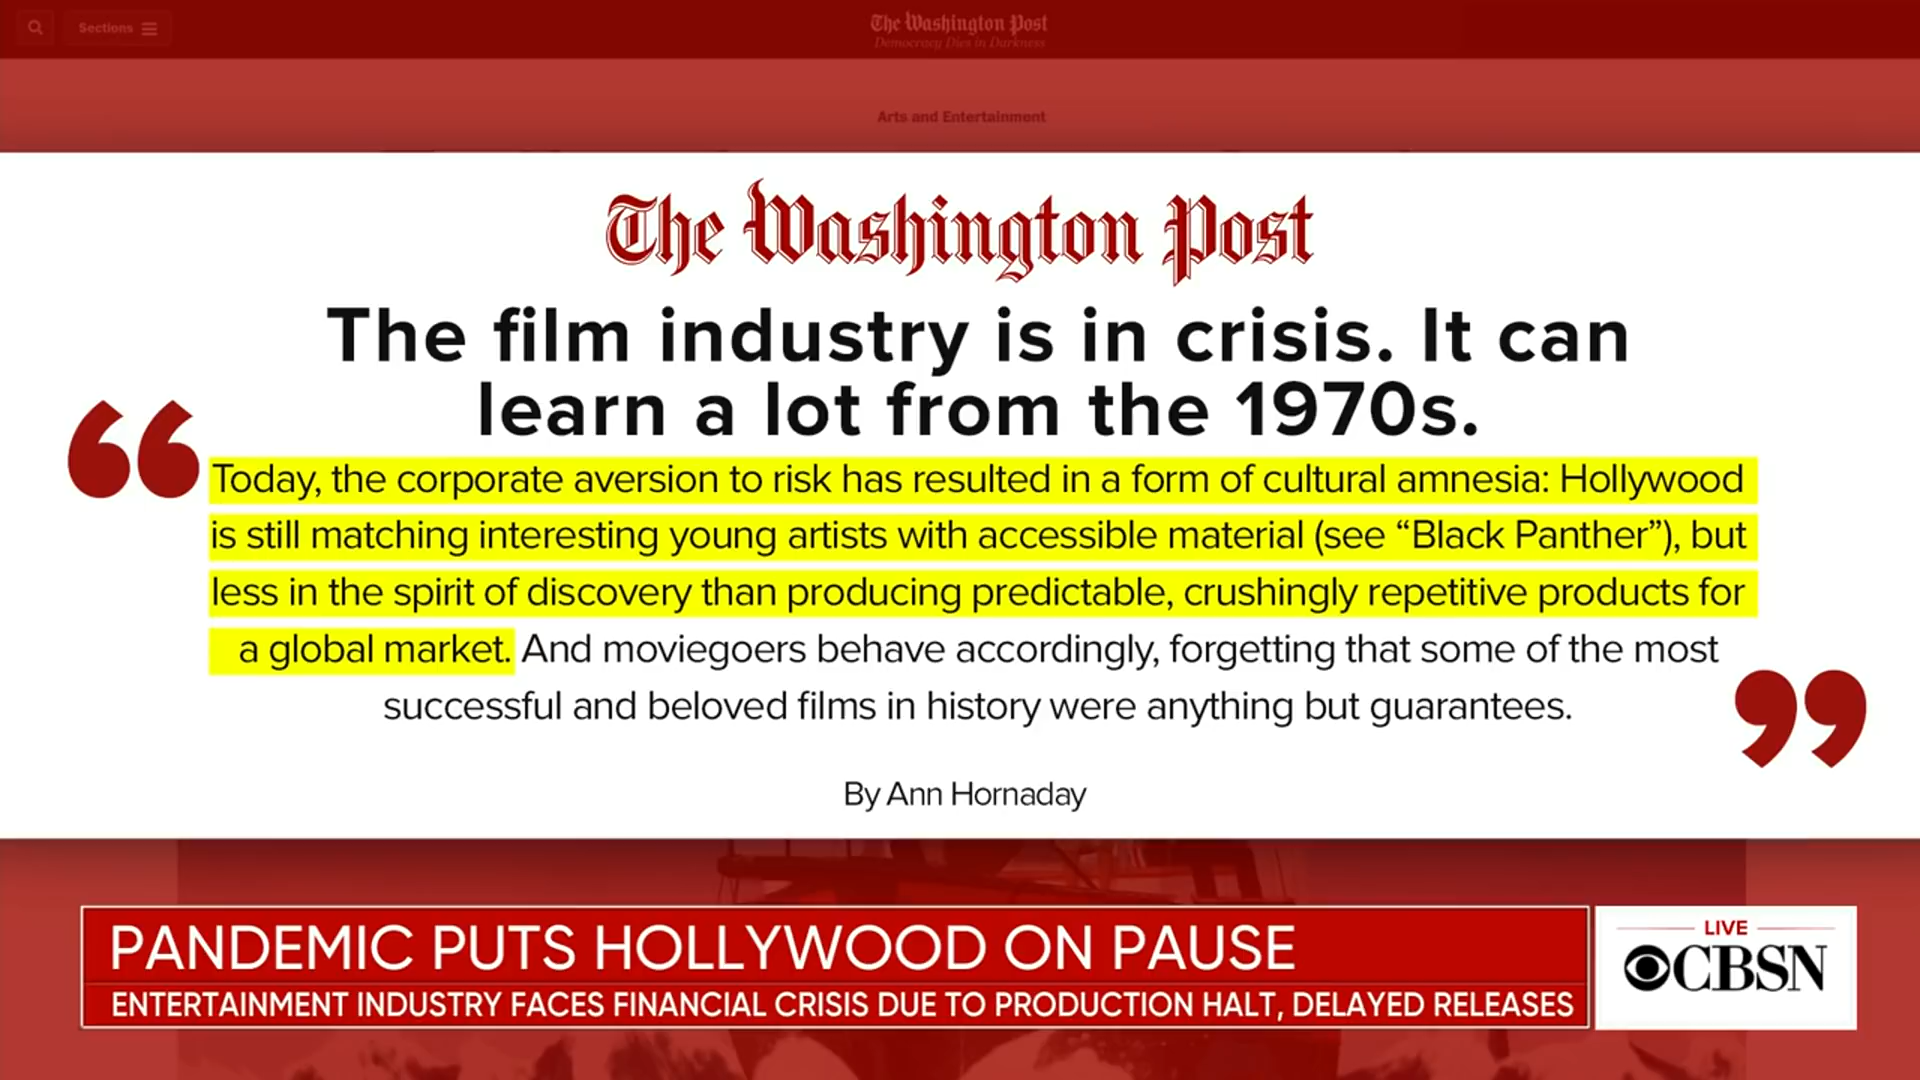 Sections
The Washington Post
Democracy Dies in Darkness
Arts and Entertainment
The Washington Post
The film industry is in crisis. It can
learn a lot from the 1970s.
“Today, the corporate aversion to risk has resulted in a form of cultural amnesia: Hollywood
is still matching interesting young artists with accessible material (see “Black Panther”), but
less in the spirit of discovery than producing predictable, crushingly repetitive products for
a global market. And moviegoers behave accordingly, forgetting that some of the most
successful and beloved films in history were anything but guarantees.”
By Ann Hornaday
PANDEMIC PUTS HOLLYWOOD ON PAUSE
ENTERTAINMENT INDUSTRY FACES FINANCIAL CRISIS DUE TO PRODUCTION HALT, DELAYED RELEASES
LIVE
CBSN